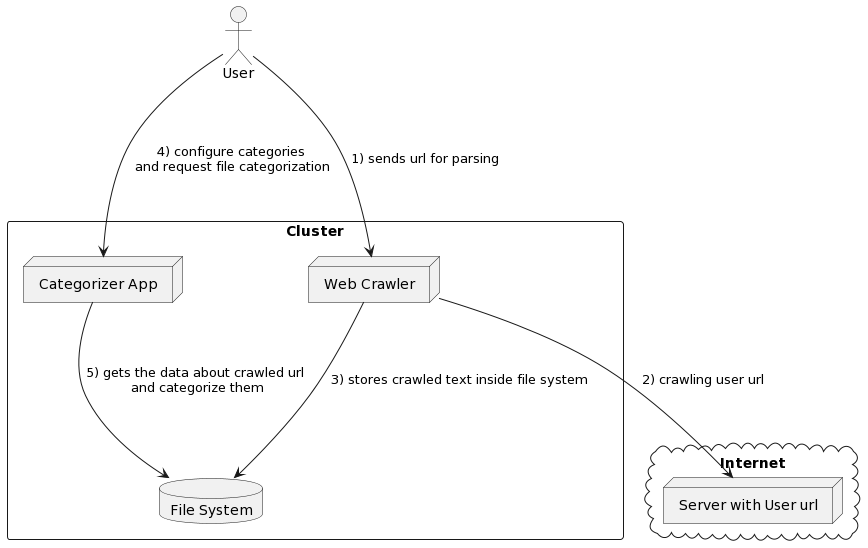 User
4) configure categories
and request file categorization
1) sends url for parsing
Cluster
Categorizer App
Web Crawler
5) gets the data about crawled url
and categorize them
3) stores crawled text inside file system
2) crawling user url
Internet
File System
Server with User url